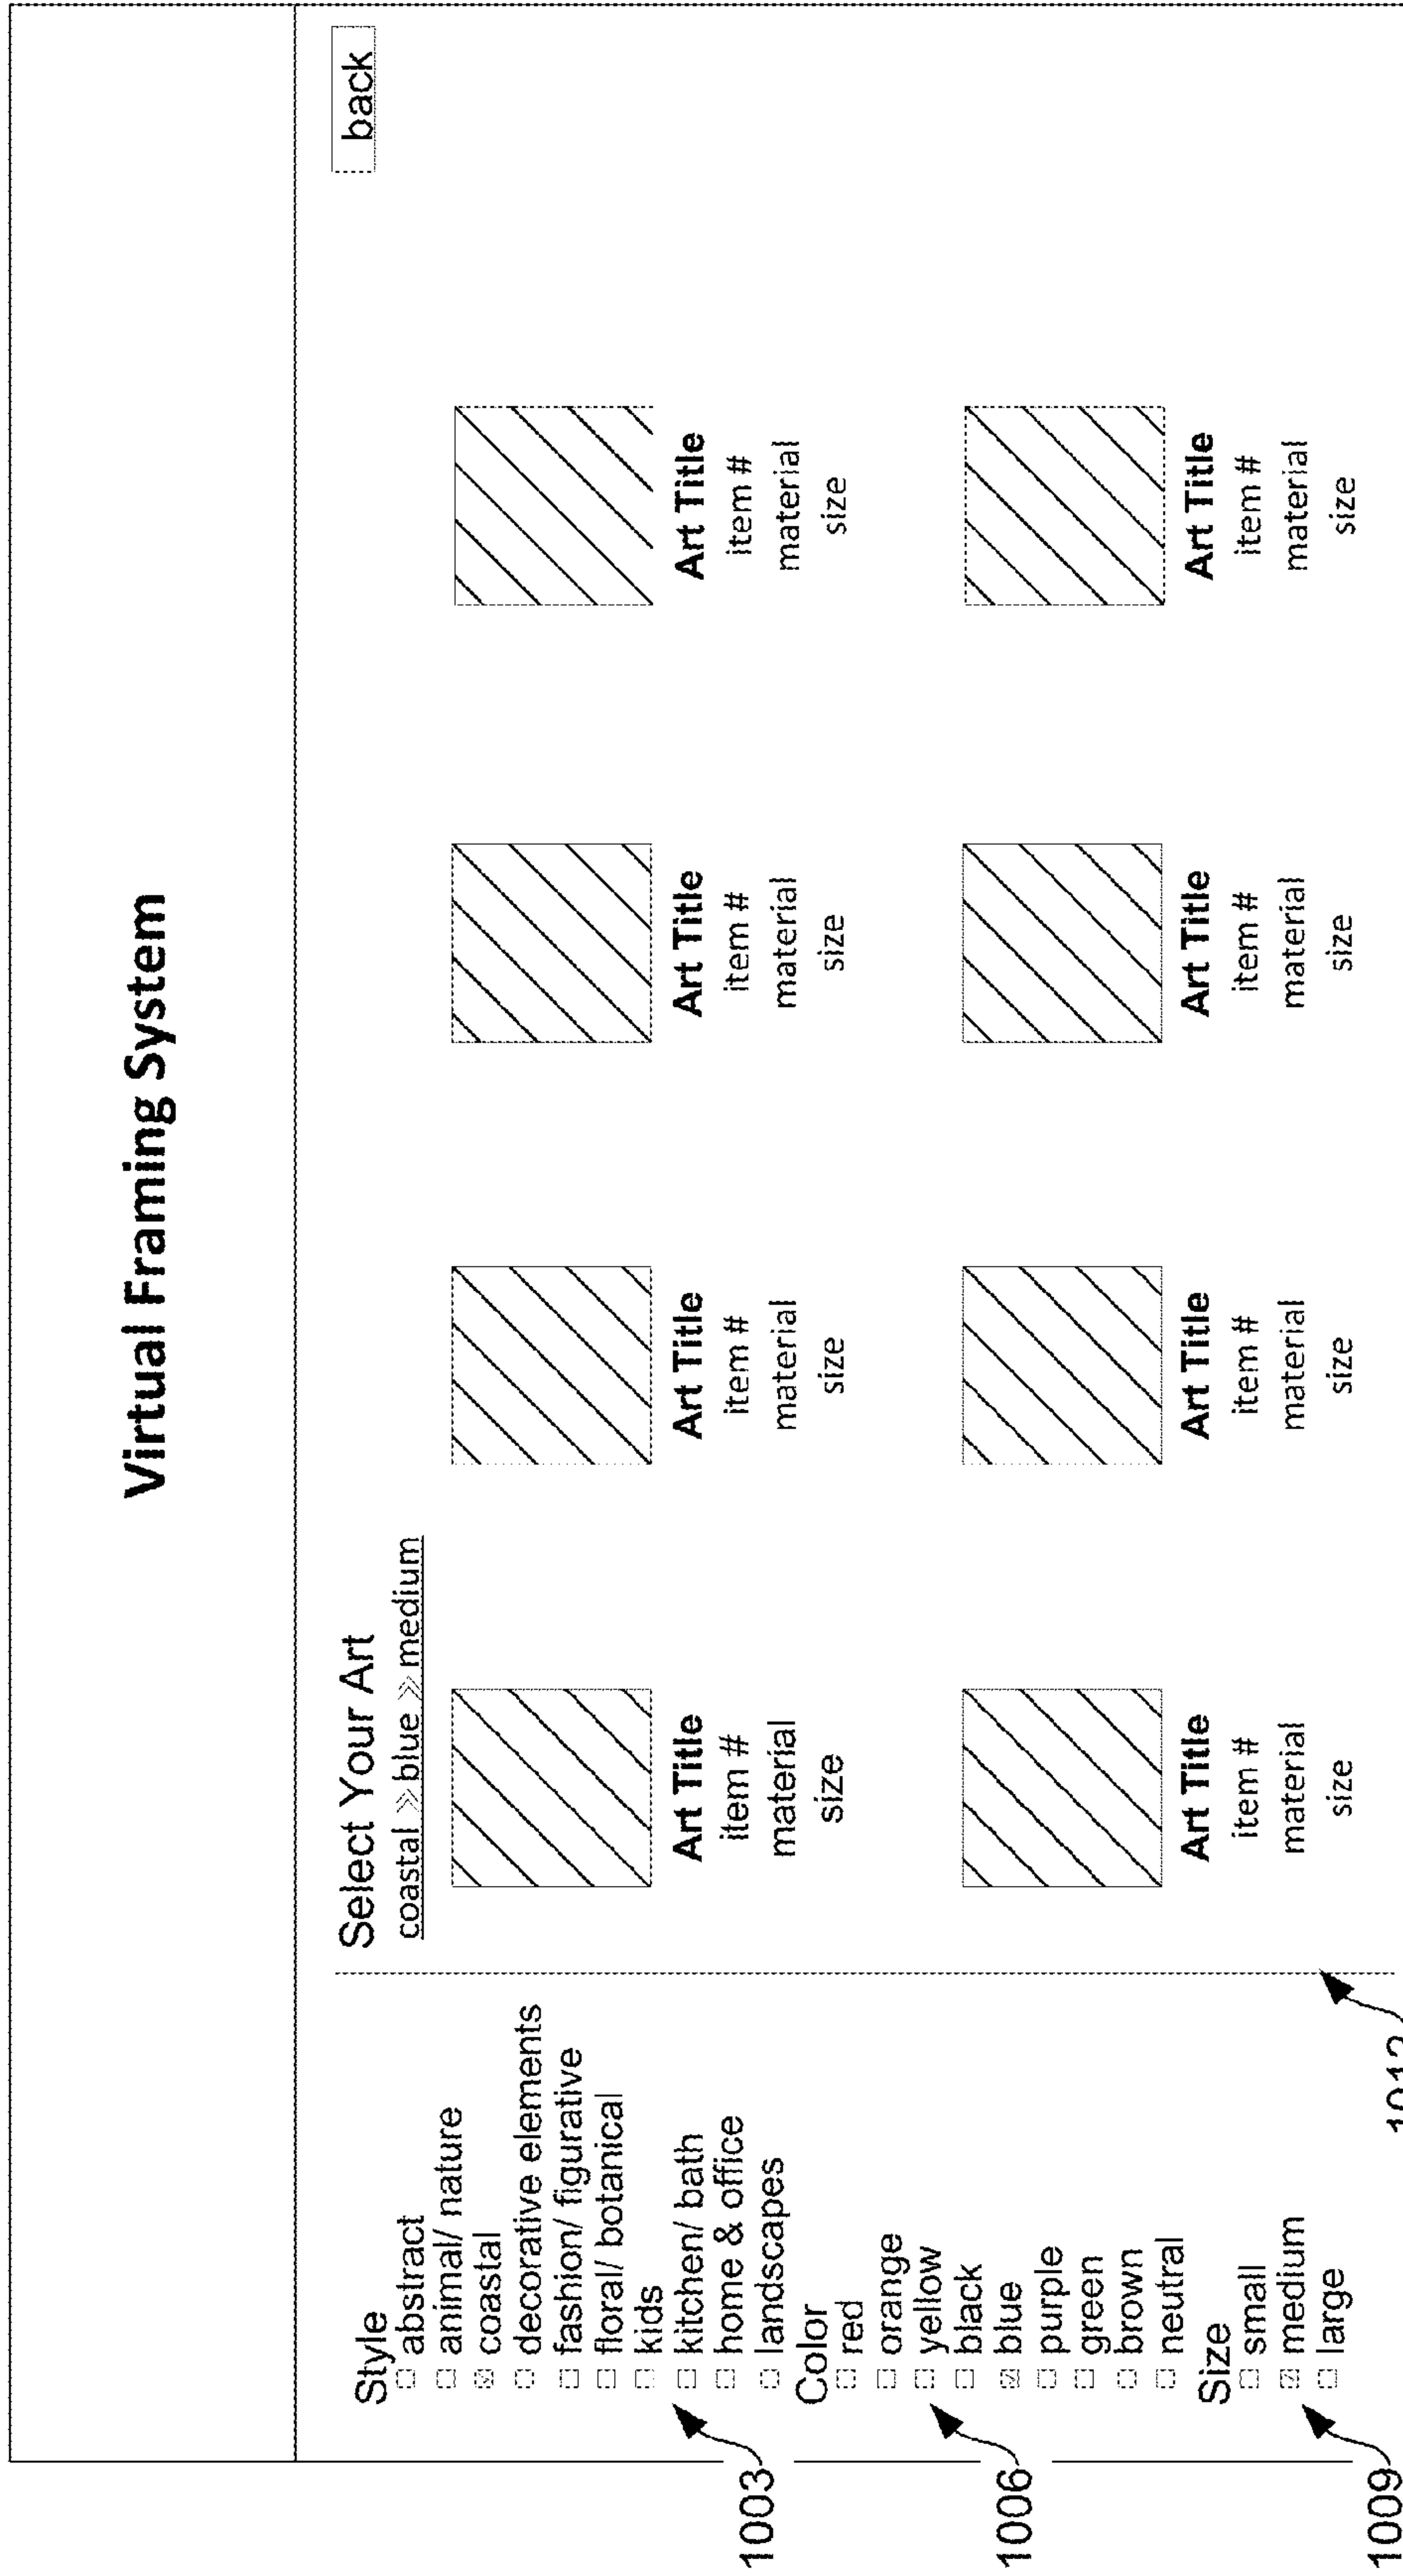 Virtual Framing System
back
Style
abstract
animal/ nature
coastal
decorative elements
fashion/ figurative
floral/ botanical
kids
kitchen/ bath
home & office
landscapes
Color
red
orange
yellow
black
blue
purple
green
brown
neutral
Size
small
medium
large
Select Your Art
coastal » blue » medium
Art Title
item #
material
size
Art Title
item #
material
size
Art Title
item #
material
size
Art Title
item #
material
size
Art Title
item #
material
size
Art Title
item #
material
size
Art Title
item #
material
size
Art Title
item #
material
size
1003
1006
1009